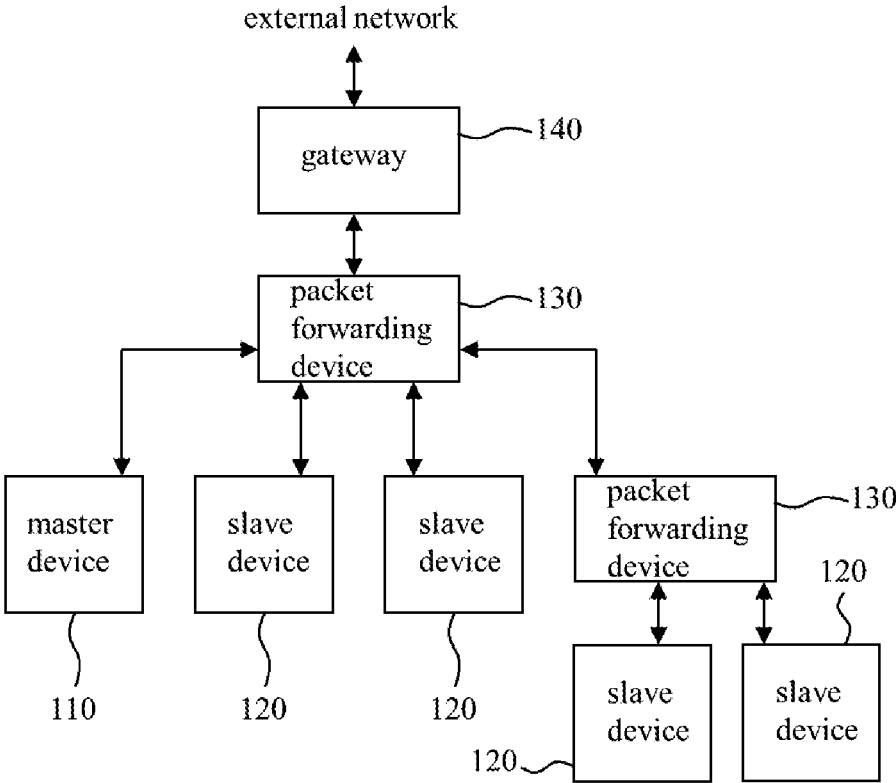 external network
gateway
140
packet
forwarding
device
130
master
device
slave
device
slave
device
packet
forwarding
device
130
110
120
120
120
slave
device
slave
device
120